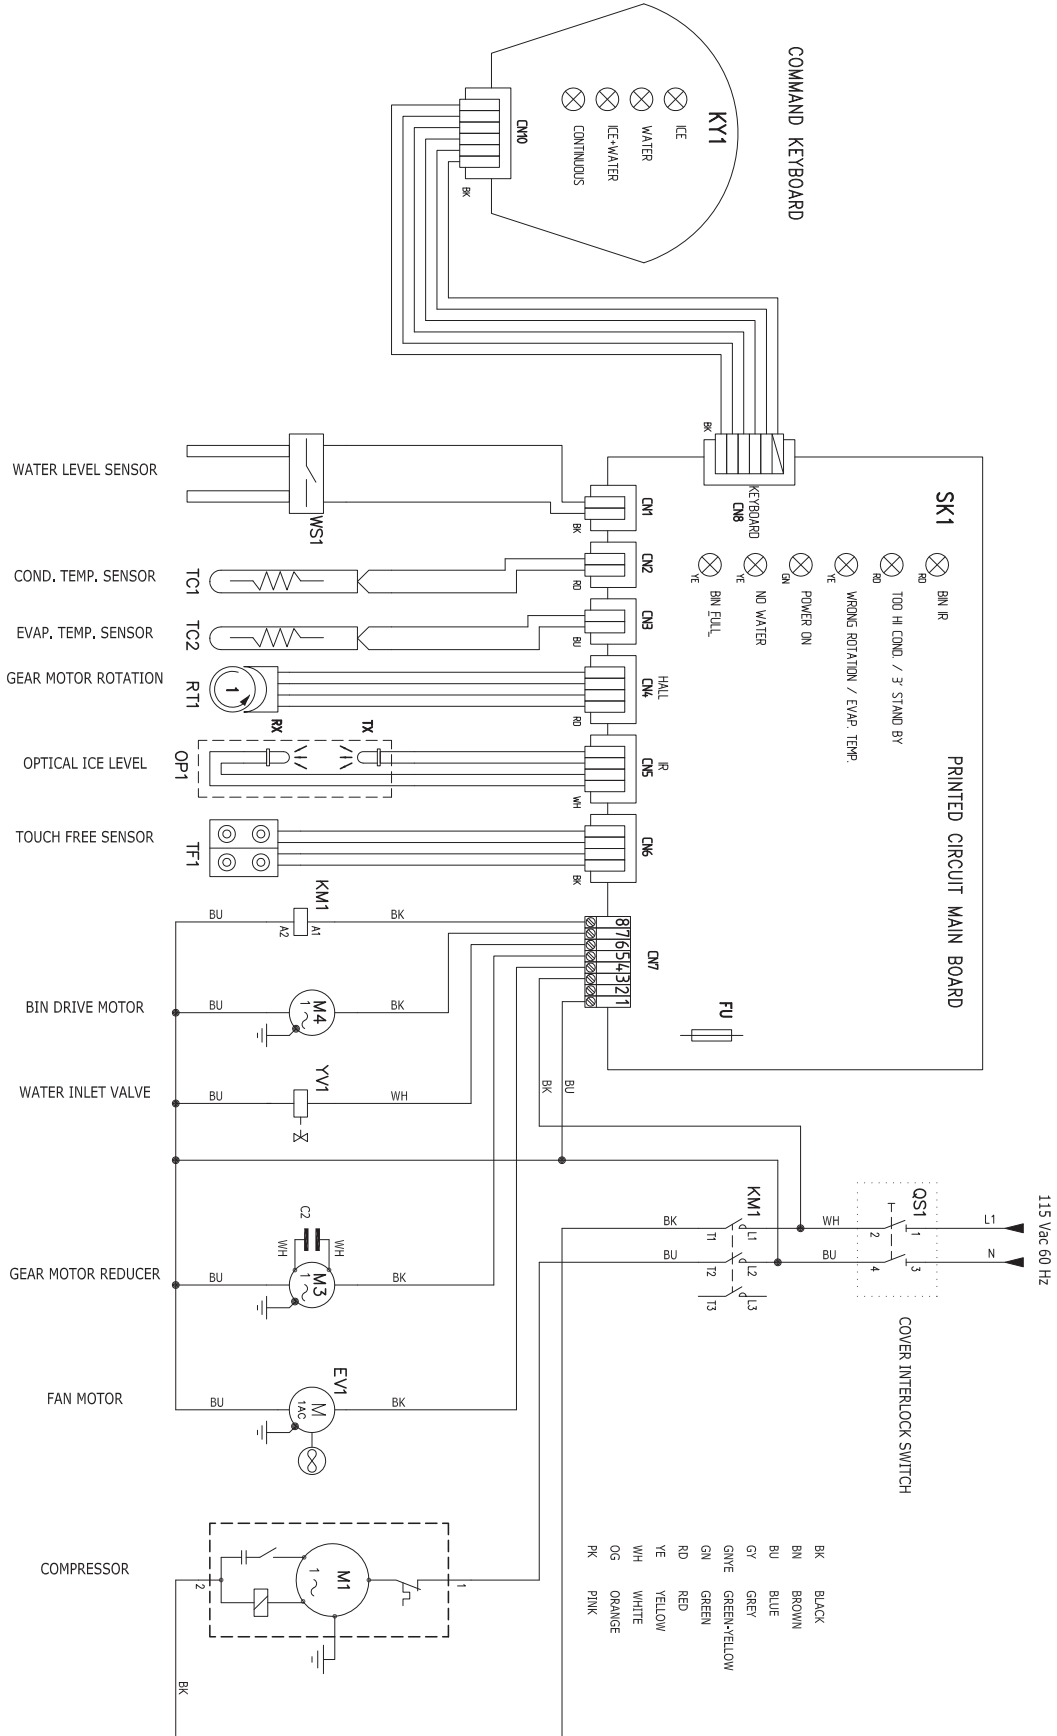 COMMAND KEYBOARD
KY1
ICE
WATER
ICE+WATER
CONTINUOUS
CN10
BK
SK1
PRINTED CIRCUIT MAIN BOARD
BIN IR
RD
TOO HI COND. / 3' STAND BY
RD
WRONG ROTATION / EVAP. TEMP.
YE
POWER ON
GN
NO WATER
YE
BIN FULL
YE
KEYBOARD
CN8
BK
FU
WATER LEVEL SENSOR
WS1
CN1
BK
COND. TEMP. SENSOR
TC1
CN2
RD
EVAP. TEMP. SENSOR
TC2
CN3
BU
GEAR MOTOR ROTATION
RT1
1
HALL
CN4
RD
OPTICAL ICE LEVEL
OP1
RX
TX
IR
CN5
WH
TOUCH FREE SENSOR
TF1
CN6
BK
CN7
8
7
6
5
4
3
2
1
KM1
BU
A2
A1
BK
BIN DRIVE MOTOR
BU
M4
1
BK
WATER INLET VALVE
YV1
BU
WH
BK
BU
GEAR MOTOR REDUCER
C2
WH
WH
BU
M3
1
BK
FAN MOTOR
EV1
BU
M
1AC
BK
COMPRESSOR
M1
1
2
1
BK
115 Vac 60 Hz
L1
N
QS1
1
2
3
4
COVER INTERLOCK SWITCH
WH
BU
KM1
L1
L2
L3
T1
T2
T3
BK
BU
BK BLACK
BN BROWN
BU BLUE
GY GREY
GNYE GREEN-YELLOW
GN GREEN
RD RED
YE YELLOW
WH WHITE
OG ORANGE
PK PINK